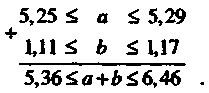 5,25 ≤ a ≤ 5,29
+
1,11 ≤ b ≤ 1,17
5,36 ≤ a + b ≤ 6,46 .